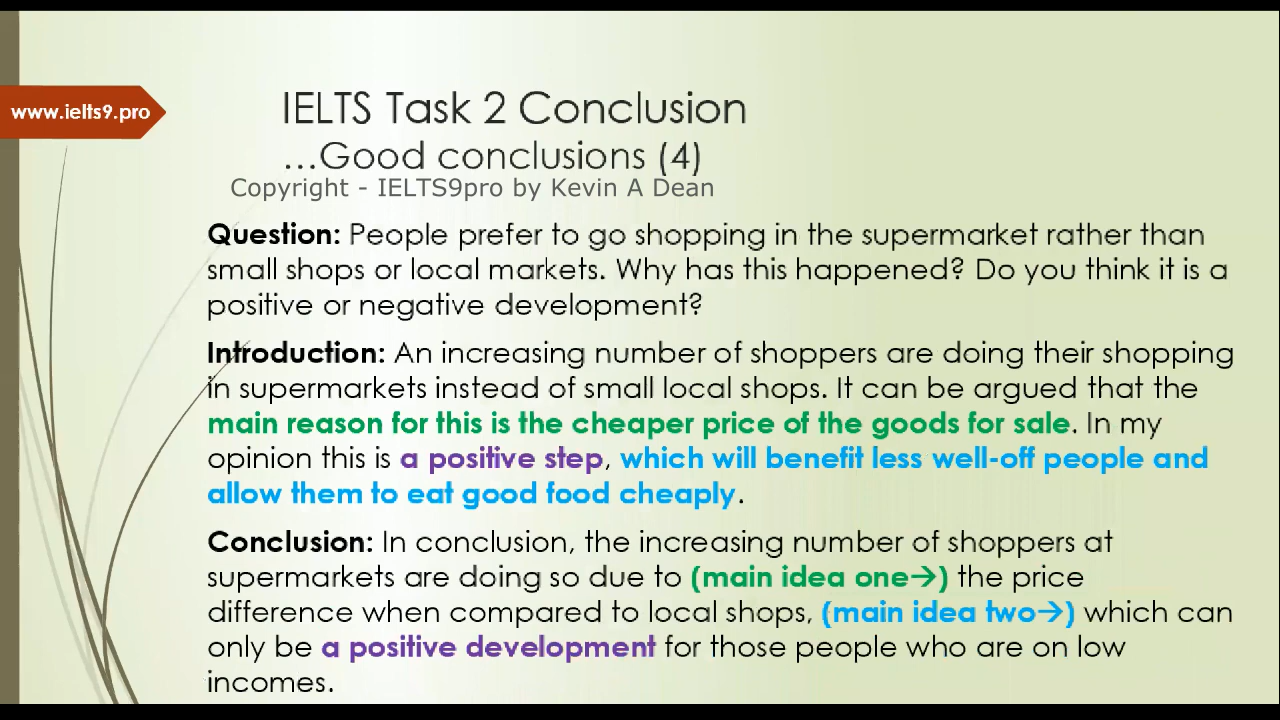 www.ielts9.pro
IELTS Task 2 Conclusion
...Good conclusions (4)
Copyright - IELTS9pro by Kevin A Dean
Question: People prefer to go shopping in the supermarket rather than
small shops or local markets. Why has this happened? Do you think it is a
positive or negative development?
Introduction: An increasing number of shoppers are doing their shopping
in supermarkets instead of small local shops. It can be argued that the
main reason for this is the cheaper price of the goods for sale. In my
opinion this is a positive step, which will benefit less well-off people and
allow them to eat good food cheaply.
Conclusion: In conclusion, the increasing number of shoppers at
supermarkets are doing so due to (main idea one→) the price
difference when compared to local shops, (main idea two→) which can
only be a positive development for those people who are on low
incomes.